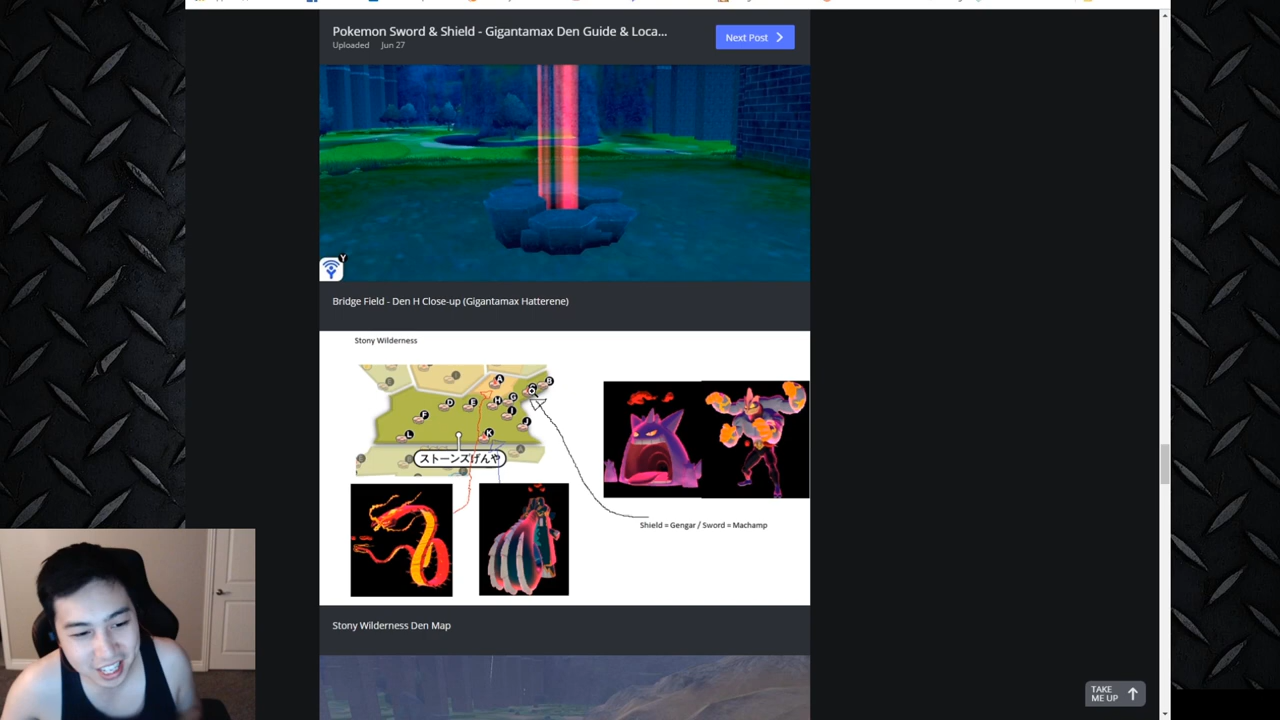 Pokemon Sword & Shield - Gigantamax Den Guide & Loca...
Uploaded Jun 27
Next Post
Y
Bridge Field - Den H Close-up (Gigantamax Hatterene)
Stony Wilderness
A
B
D
E
H
G
F
I
J
L
K
ストーンズげんや
Shield = Gengar / Sword = Machamp
Stony Wilderness Den Map
TAKE
ME UP